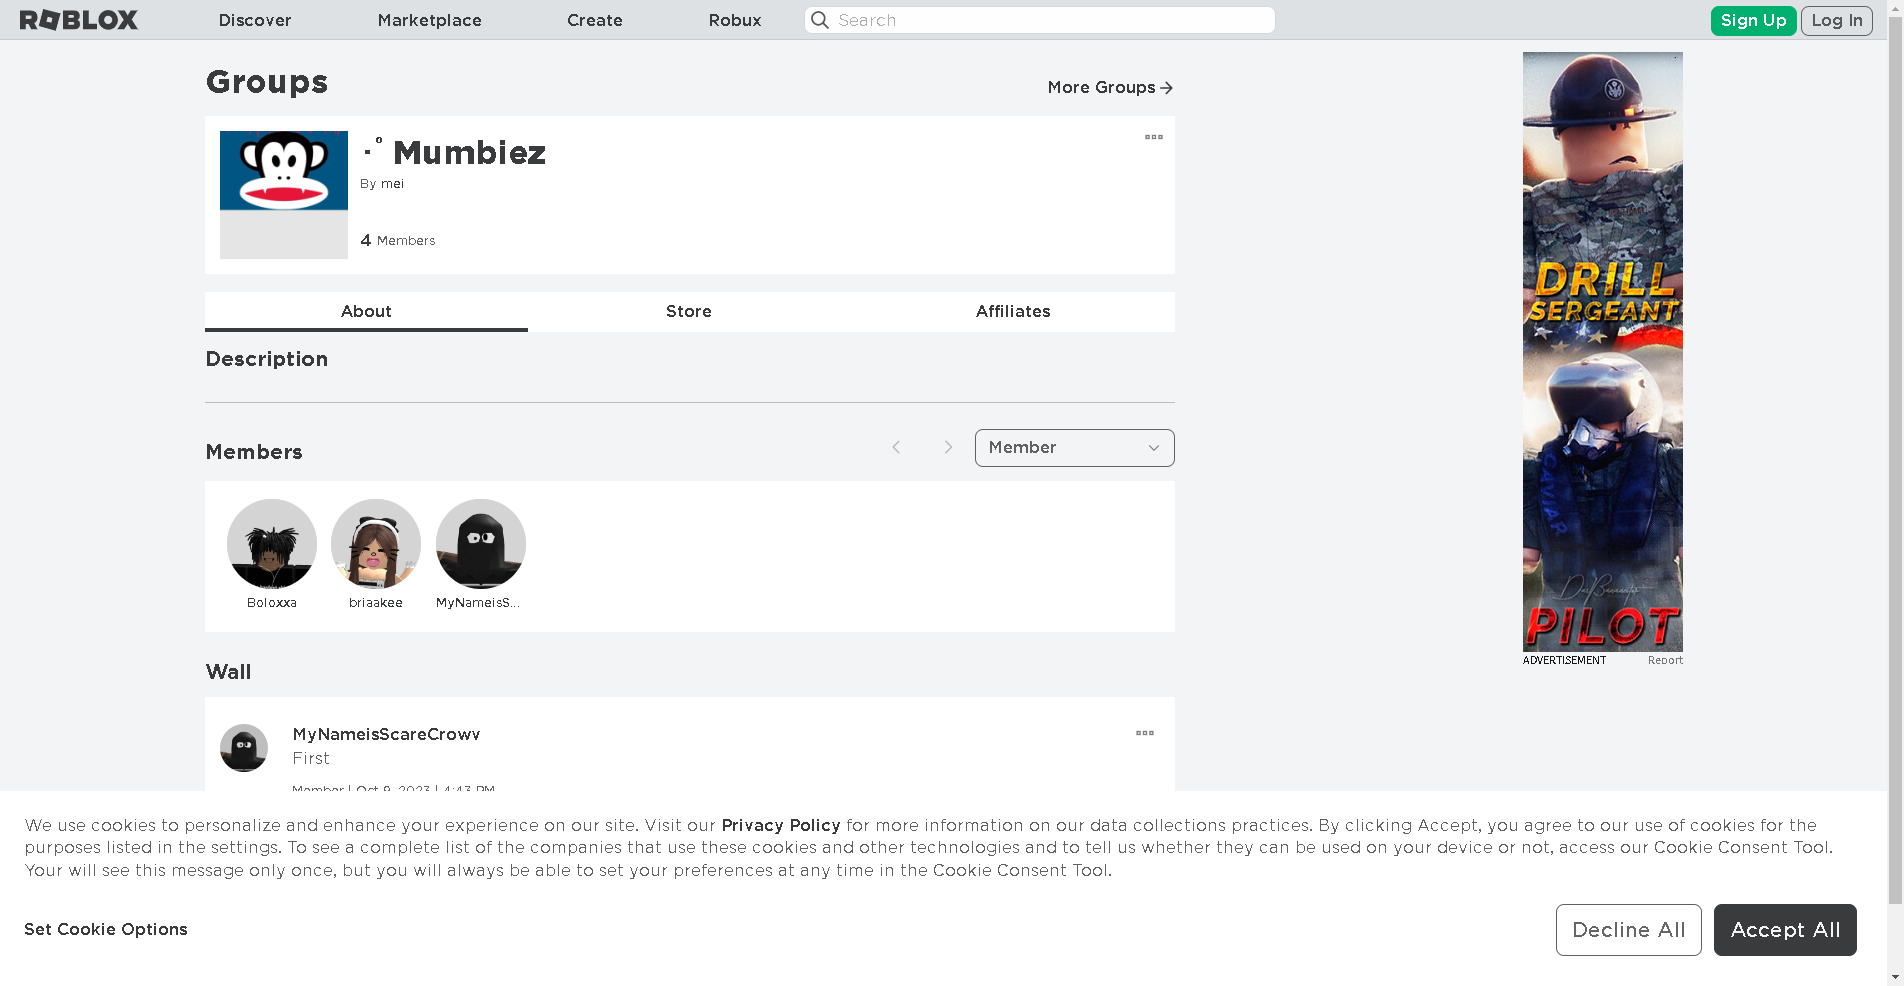 ROBLOX
Discover
Marketplace
Create
Robux
Search
Sign Up
Log In
Groups
More Groups
Mumbiez
By mei
4 Members
About
Store
Affiliates
Description
Members
Member
Boloxxa
briaakee
MyNameisS...
Wall
MyNameisScareCrowv
First
Member | Oct 9, 2023 | 4:43 PM
DRILL
SERGEANT
CAVIAR
PILOT
ADVERTISEMENT
Report
We use cookies to personalize and enhance your experience on our site. Visit our Privacy Policy for more information on our data collections practices. By clicking Accept, you agree to our use of cookies for the
purposes listed in the settings. To see a complete list of the companies that use these cookies and other technologies and to tell us whether they can be used on your device or not, access our Cookie Consent Tool.
Your will see this message only once, but you will always be able to set your preferences at any time in the Cookie Consent Tool.
Set Cookie Options
Decline All
Accept All